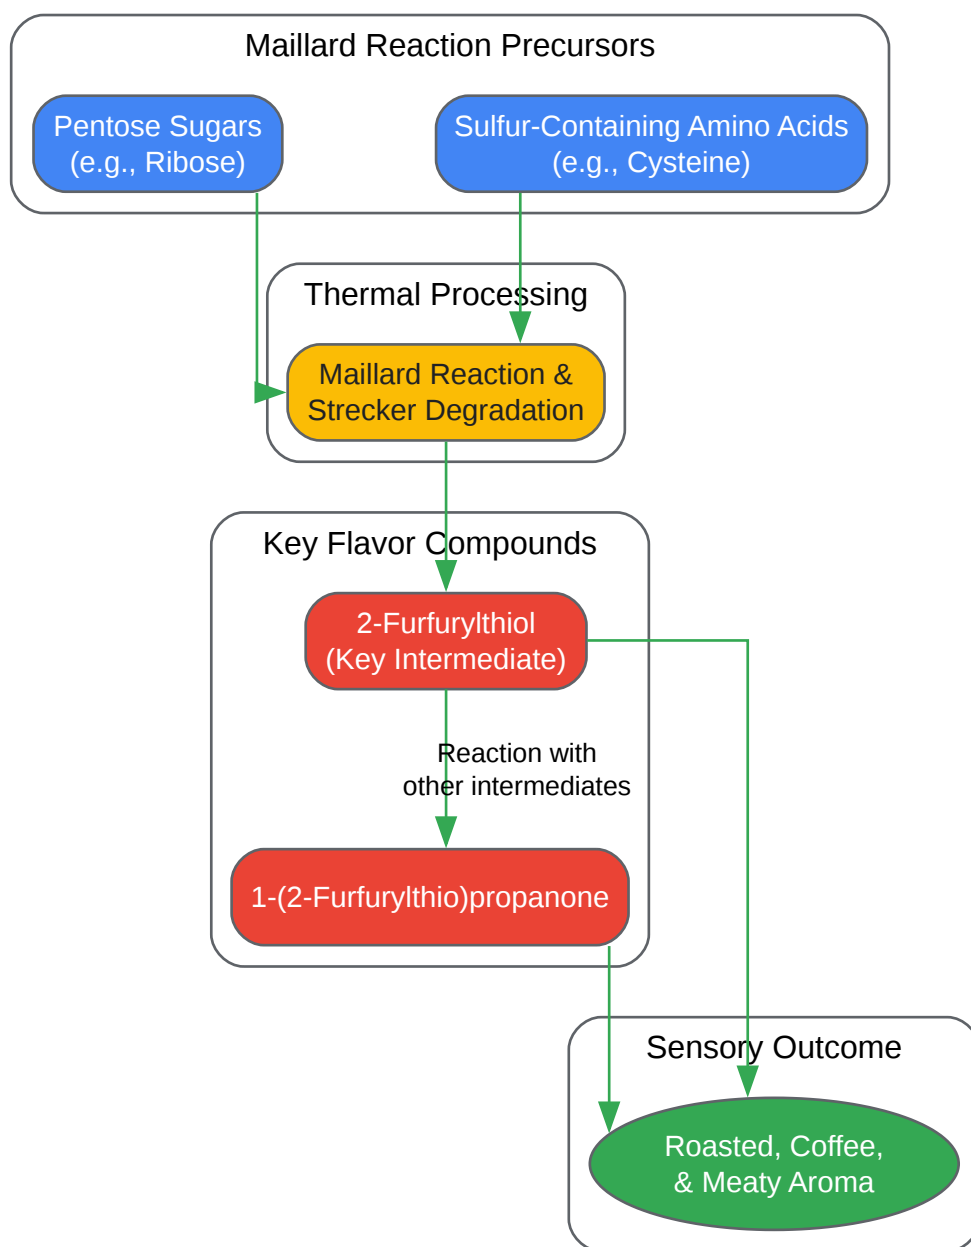 Maillard Reaction Precursors
Pentose Sugars
(e.g., Ribose)
Sulfur-Containing Amino Acids
(e.g., Cysteine)
Thermal Processing
Maillard Reaction &
Strecker Degradation
Key Flavor Compounds
2-Furfurylthiol
(Key Intermediate)
Reaction with
other intermediates
1-(2-Furfurylthio)propanone
Sensory Outcome
Roasted, Coffee,
& Meaty Aroma